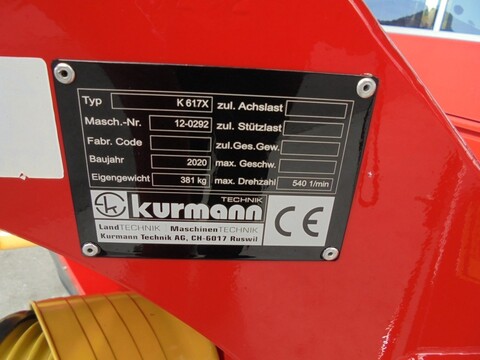 Typ K 617X zul. Achslast
Masch.-Nr. 12-0292 zul. Stützlast
Fabr. Code zul.Ges.Gew.
Baujahr 2020 max. Geschw.
Eigengewicht 381 kg max. Drehzahl 540 1/min
TECHNIK
k kurmann CE
LandTECHNIK MaschinenTECHNIK
Kurmann Technik AG, CH-6017 Ruswil